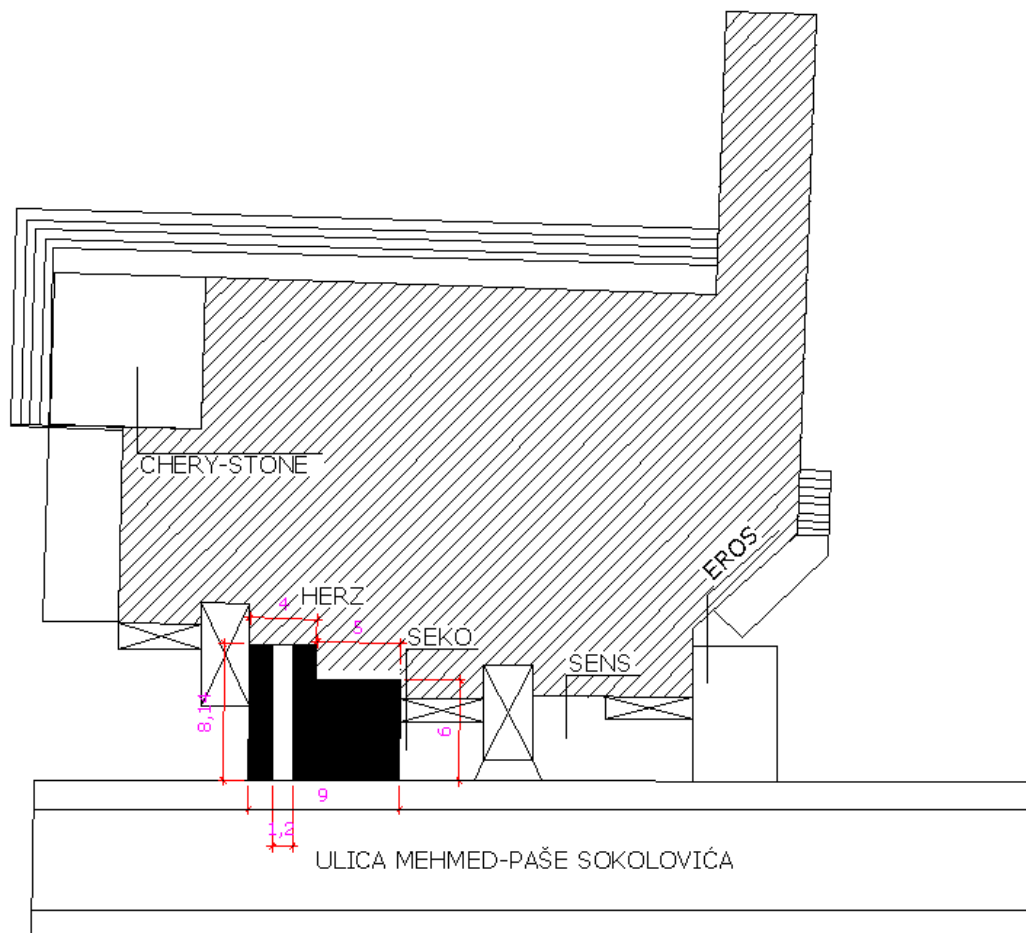 CHERY-STONE
EROS
HERZ
4
5
SEKO
SENS
8,14
6
9
1,2
ULICA MEHMED-PAŠE SOKOLOVIĆA